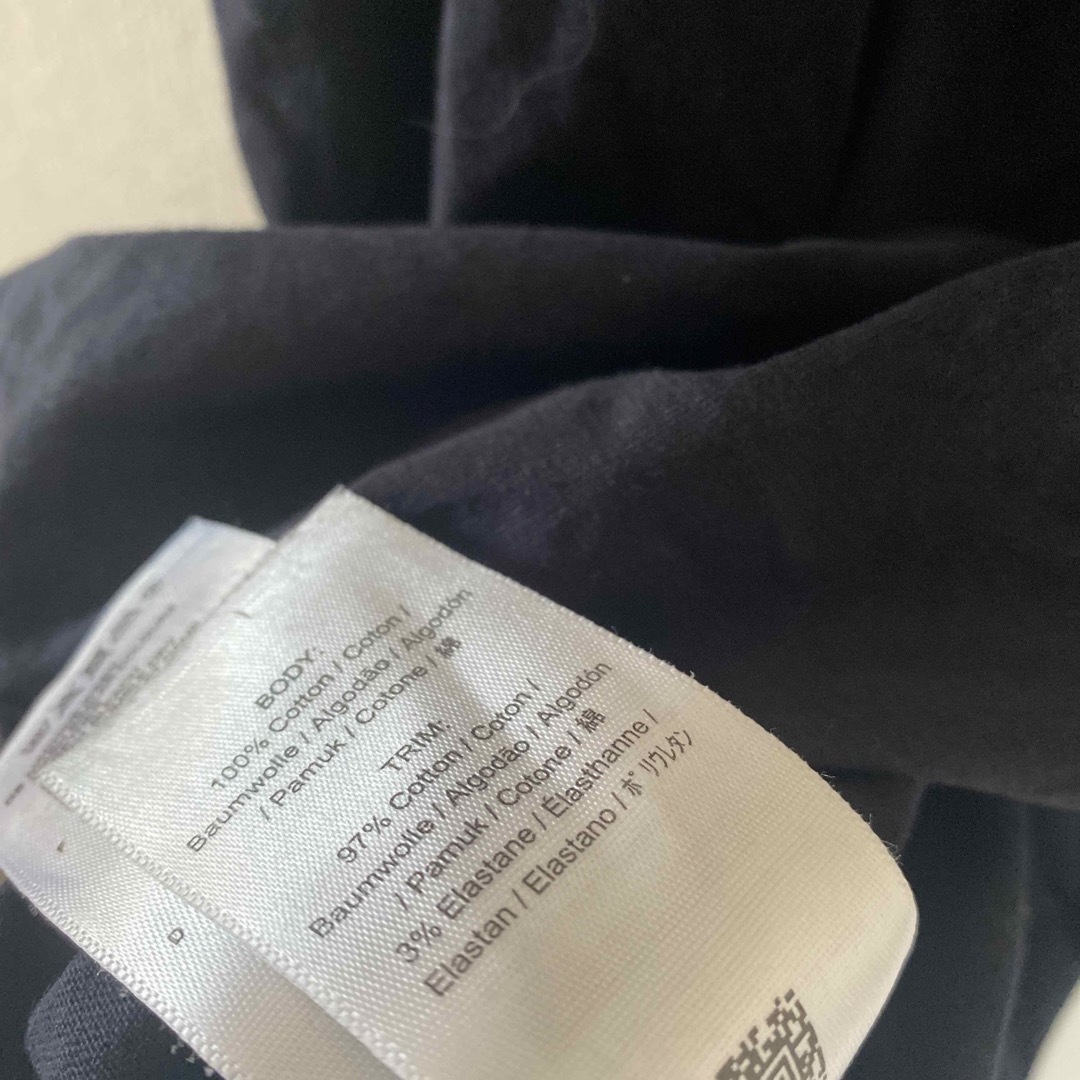 BODY:
100% Cotton / Coton /
Baumwolle / Algodão / Algodón
/ Pamuk / Cotone / 綿
TRIM:
97% Cotton / Coton /
Baumwolle / Algodão / Algodón
/ Pamuk / Cotone / 綿
3% Elastane / Élasthanne /
Elastan / Elastano / ポリウレタン
D